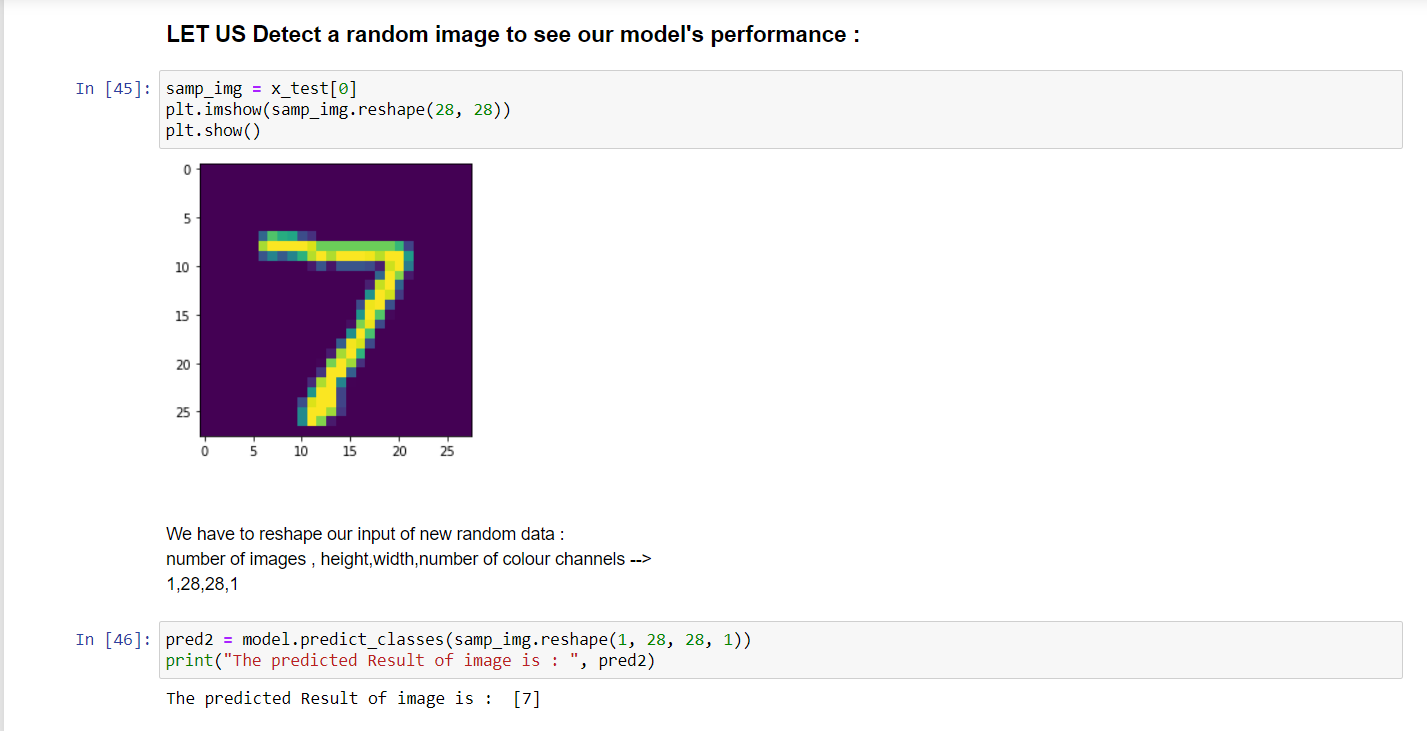 LET US Detect a random image to see our model's performance :
In [45]: samp_img = x_test[0]
plt.imshow(samp_img.reshape(28, 28))
plt.show()
0
5
10
15
20
25
7
0 5 10 15 20 25
We have to reshape our input of new random data :
number of images , height,width,number of colour channels -->
1,28,28,1
In [46]: pred2 = model.predict_classes(samp_img.reshape(1, 28, 28, 1))
print("The predicted Result of image is : ", pred2)
The predicted Result of image is :  [7]